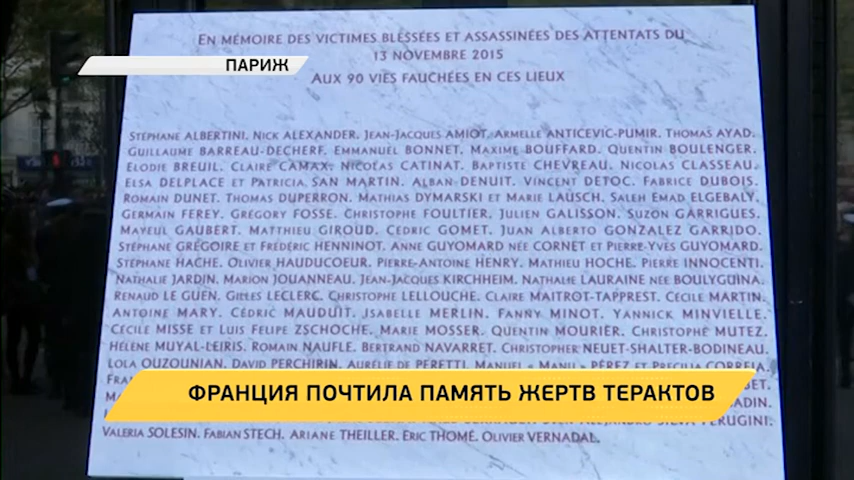 EN MÉMOIRE DES VICTIMES BLESSÉES ET ASSASSINÉES DES ATTENTATS DU
13 NOVEMBRE 2015
AUX 90 VIES FAUCHÉES EN CES LIEUX
ПАРИЖ
STÉPHANE ALBERTINI. NICK ALEXANDER. JEAN-JACQUES AMIOT. ARMELLE ANTICEVIC-PUMIR. THOMAS AYAD.
GUILLAUME BARREAU-DECHERF. EMMANUEL BONNET. MAXIME BOUFFARD. QUENTIN BOULENGER.
ELODIE BREUIL. CLAIRE CAMAX. NICOLAS CATINAT. BAPTISTE CHEVREAU. NICOLAS CLASSEAU.
ELSA DELPLACE ET PATRICIA SAN MARTIN. ALBAN DENUIT. VINCENT DETOC. FABRICE DUBOIS.
ROMAIN DUNET. THOMAS DUPERRON. MATHIAS DYMARSKI ET MARIE LAUSCH. SALEH EMAD ELGEBALY.
GERMAIN FEREY. GRÉGORY FOSSE. CHRISTOPHE FOULTIER. JULIEN GALISSON. SUZON GARRIGUES.
MAYEUL GAUBERT. MATTHIEU GIROUD. CÉDRIC GOMET. JUAN ALBERTO GONZALEZ GARRIDO.
STÉPHANE GRÉGOIRE ET FRÉDÉRIC HENNINOT. ANNE GUYOMARD NÉE CORNET ET PIERRE-YVES GUYOMARD.
STÉPHANE HACHE. OLIVIER HAUDUCOEUR. PIERRE-ANTOINE HENRY. MATHIEU HOCHE. PIERRE INNOCENTI.
NATHALIE JARDIN. MARION JOUANNEAU. JEAN-JACQUES KIRCHHEIM. NATHALIE LAURAINE NÉE BOULYGUINA.
RENAUD LE GUEN. GILLES LECLERC. CHRISTOPHE LELLOUCHE. CLAIRE MAITROT-TAPPREST. CÉCILE MARTIN.
ANTOINE MARY. CÉDRIC MAUDUIT. ISABELLE MERLIN. FANNY MINOT. YANNICK MINVIELLE.
CÉCILE MISSE ET LUIS FELIPE ZSCHOCHE. MARIE MOSSER. QUENTIN MOURIER. CHRISTOPHE MUTEZ.
HÉLÈNE MUYAL-LEIRIS. ROMAIN NAUFLE. BERTRAND NAVARRET. CHRISTOPHER NEUET-SHALTER-BODINEAU.
LOLA OUZOUNIAN. DAVID PERCHIRIN. AURÉLIE DE PERETTI. MANUEL « MANU » PÉREZ ET PRECILIA CORREIA.
ФРАНЦИЯ ПОЧТИЛА ПАМЯТЬ ЖЕРТВ ТЕРАКТОВ
VALERIA SOLESIN. FABIAN STECH. ARIANE THEILLER. ERIC THOMÉ. OLIVIER VERNADAL.